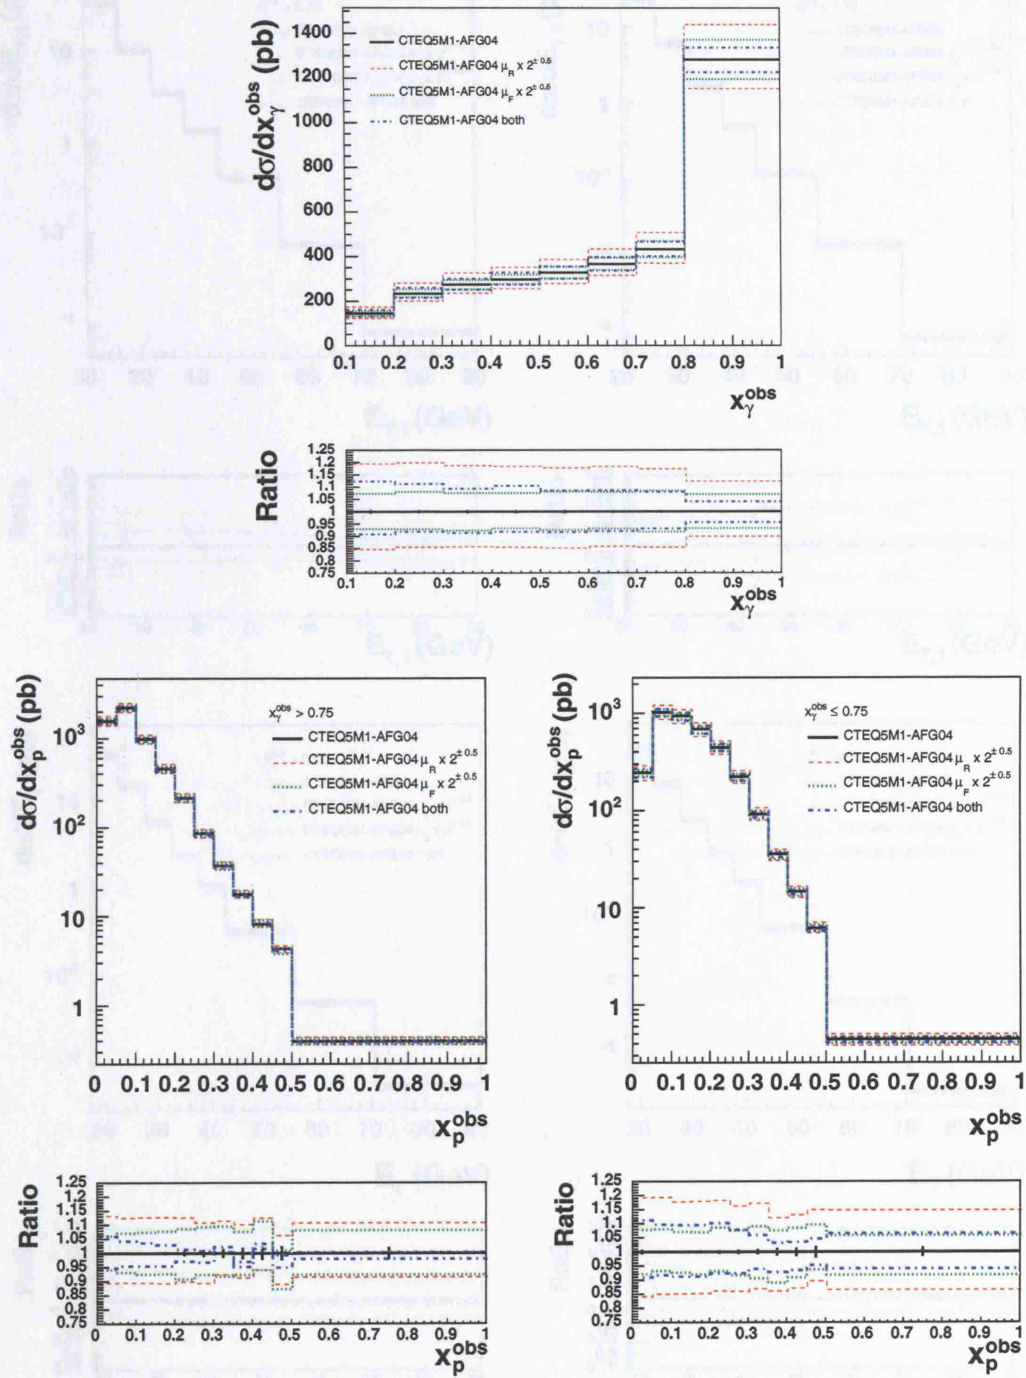 dσ/dx_γ^obs (pb)
1400
1200
1000
800
600
400
200
0
CTEQ5M1-AFG04
CTEQ5M1-AFG04 μ_R x 2^± 0.5
CTEQ5M1-AFG04 μ_F x 2^± 0.5
CTEQ5M1-AFG04 both
0.1 0.2 0.3 0.4 0.5 0.6 0.7 0.8 0.9
x_γ^obs
Ratio
1.25
1.2
1.15
1.1
1.05
1
0.95
0.9
0.85
0.8
0.75
0.1 0.2 0.3 0.4 0.5 0.6 0.7 0.8 0.9
x_γ^obs
dσ/dx_p^obs (pb)
10^3
10^2
10
1
x_γ^obs > 0.75
CTEQ5M1-AFG04
CTEQ5M1-AFG04 μ_R x 2^± 0.5
CTEQ5M1-AFG04 μ_F x 2^± 0.5
CTEQ5M1-AFG04 both
0 0.1 0.2 0.3 0.4 0.5 0.6 0.7 0.8 0.9 1
x_p^obs
dσ/dx_p^obs (pb)
10^3
10^2
10
1
x_γ^obs ≤ 0.75
CTEQ5M1-AFG04
CTEQ5M1-AFG04 μ_R x 2^± 0.5
CTEQ5M1-AFG04 μ_F x 2^± 0.5
CTEQ5M1-AFG04 both
0 0.1 0.2 0.3 0.4 0.5 0.6 0.7 0.8 0.9 1
x_p^obs
Ratio
1.25
1.2
1.15
1.1
1.05
1
0.95
0.9
0.85
0.8
0.75
0 0.1 0.2 0.3 0.4 0.5 0.6 0.7 0.8 0.9 1
x_p^obs
Ratio
1.25
1.2
1.15
1.1
1.05
1
0.95
0.9
0.85
0.8
0.75
0 0.1 0.2 0.3 0.4 0.5 0.6 0.7 0.8 0.9 1
x_p^obs